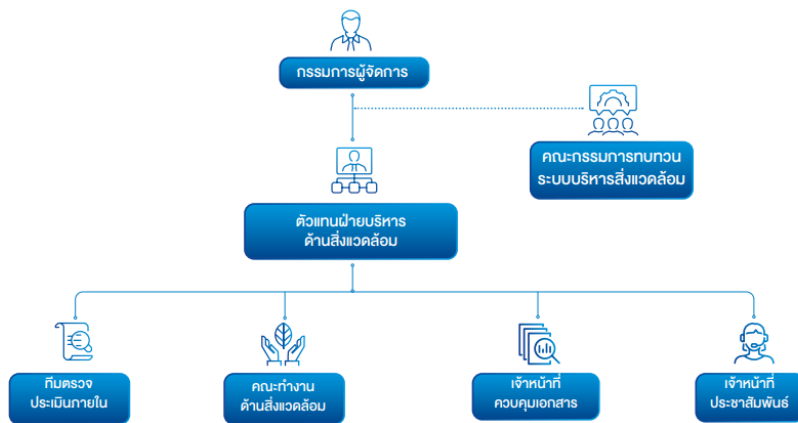 กรรมการผู้จัดการ
คณะกรรมการทบทวน
ระบบบริหารสิ่งแวดล้อม
ตัวแทนฝ่ายบริหาร
ด้านสิ่งแวดล้อม
ทีมตรวจ
ประเมินภายใน
คณะทำงาน
ด้านสิ่งแวดล้อม
เจ้าหน้าที่
ควบคุมเอกสาร
เจ้าหน้าที่
ประชาสัมพันธ์